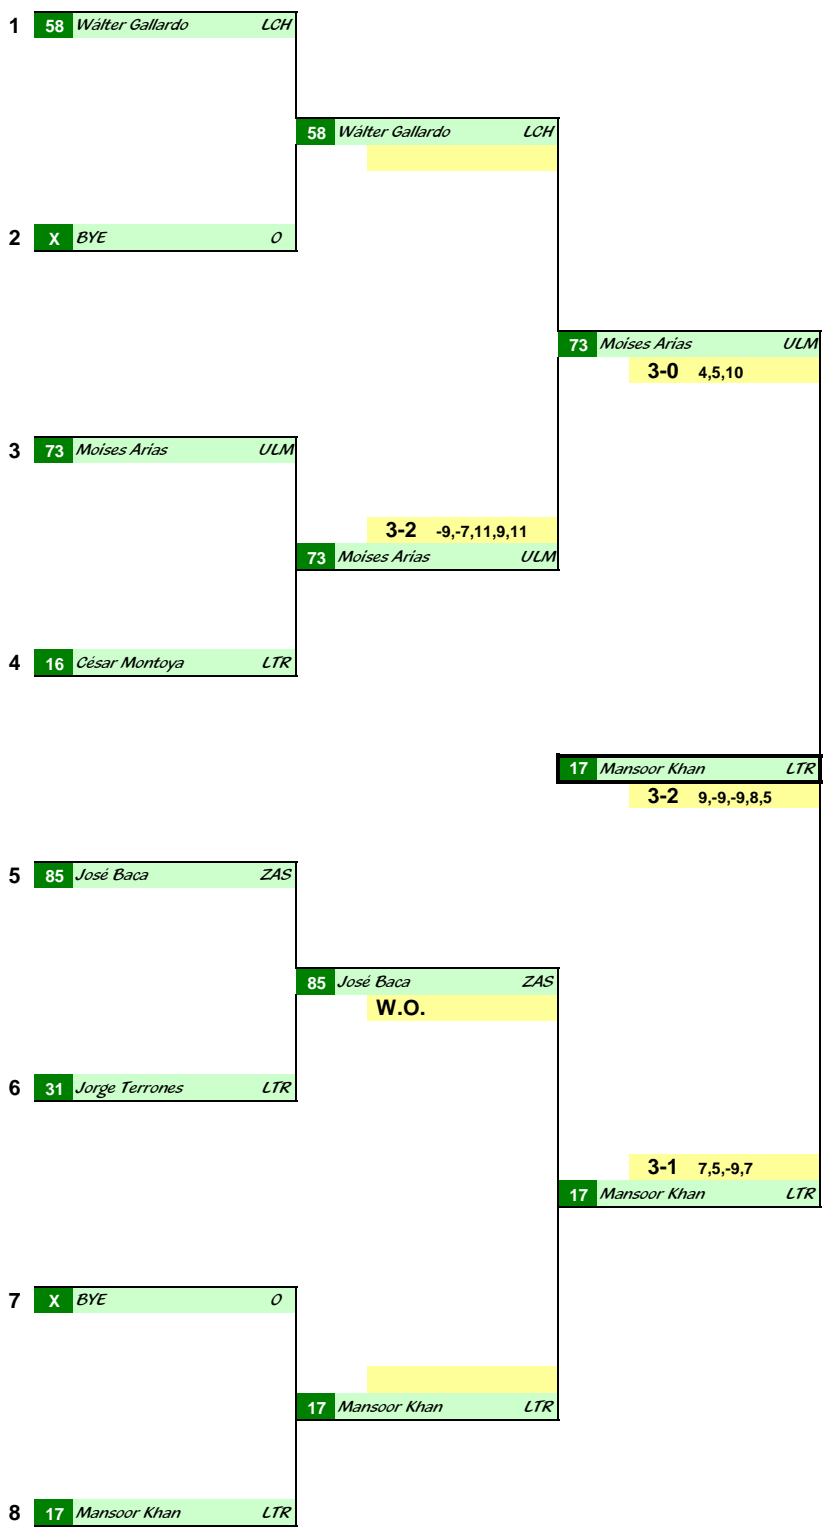 1 58 Wálter Gallardo LCH
58 Wálter Gallardo LCH
2 X BYE O
73 Moises Arias ULM
3-0 4,5,10
3 73 Moises Arias ULM
3-2 -9,-7,11,9,11
73 Moises Arias ULM
4 16 César Montoya LTR
17 Mansoor Khan LTR
3-2 9,-9,-9,8,5
5 85 José Baca ZAS
85 José Baca ZAS
W.O.
6 31 Jorge Terrones LTR
3-1 7,5,-9,7
17 Mansoor Khan LTR
7 X BYE O
17 Mansoor Khan LTR
8 17 Mansoor Khan LTR